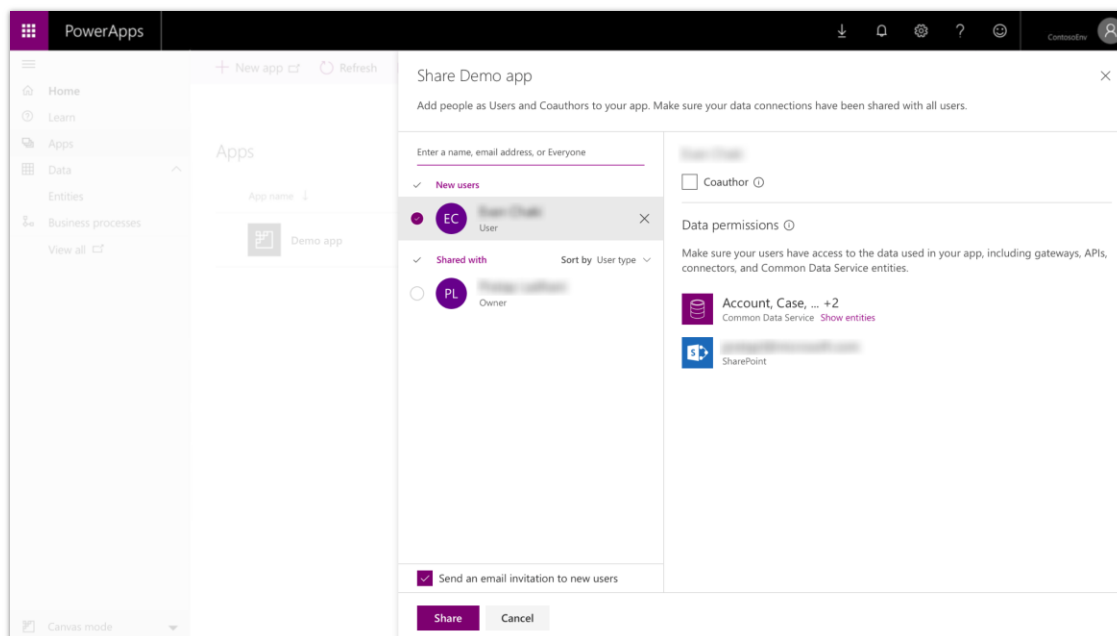 PowerApps
ContosoEnv
Home
Learn
Apps
Data
Entities
Business processes
View all
Canvas mode
New app
Refresh
Apps
App name
Demo app
Share Demo app
Add people as Users and Coauthors to your app. Make sure your data connections have been shared with all users.
Enter a name, email address, or Everyone
New users
EC
User
Shared with
Sort by User type
PL
Owner
Send an email invitation to new users
Share
Cancel
Coauthor
Data permissions
Make sure your users have access to the data used in your app, including gateways, APIs,
connectors, and Common Data Service entities.
Account, Case, ... +2
Common Data Service Show entities
SharePoint